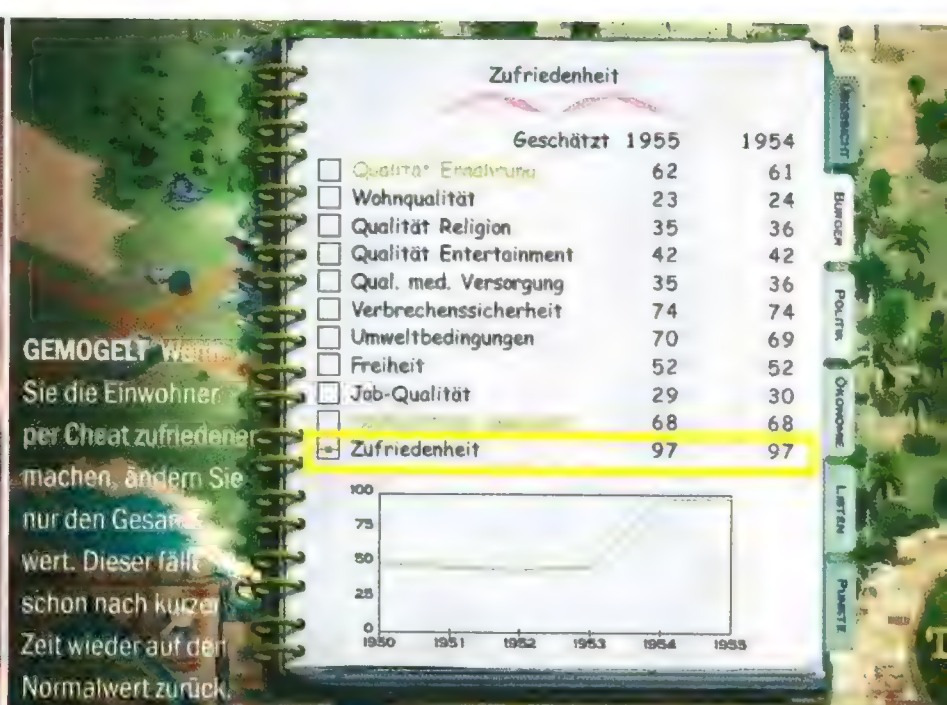 Zufriedenheit
Geschätzt 1955 1954
Qualität Ernährung 62 61
Wohnqualität 23 24
Qualität Religion 35 36
Qualität Entertainment 42 42
Qual. med. Versorgung 35 36
Verbrechenssicherheit 74 74
Umweltbedingungen 70 69
Freiheit 52 52
Job-Qualität 29 30
68 68
Zufriedenheit 97 97
100
75
50
25
0
1950 1951 1952 1953 1954 1955
ÜBERSICHT
BÜRGER
POLITIK
ÖKONOMIE
LISTEN
PUNKTE
GEMOGELT Wenn
Sie die Einwohner
per Cheat zufriedener
machen, ändern Sie
nur den Gesamt-
wert. Dieser fällt
schon nach kurzer
Zeit wieder auf den
Normalwert zurück.
T